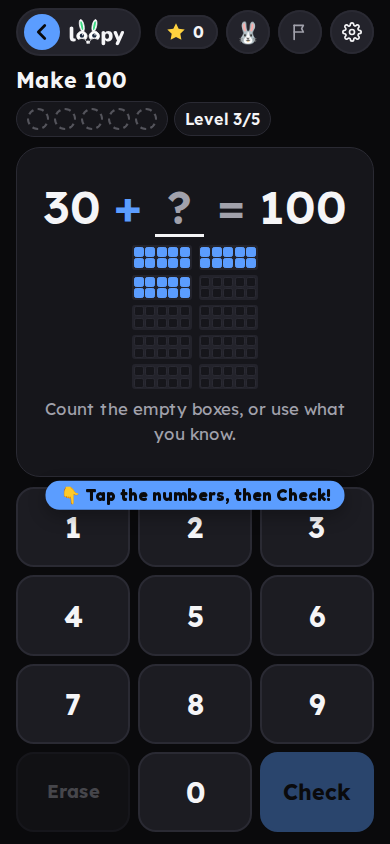 loopy
0
Make 100
Level 3/5
30 + ? = 100
Count the empty boxes, or use what
you know.
👇 Tap the numbers, then Check!
1 2 3
4 5 6
7 8 9
Erase 0 Check